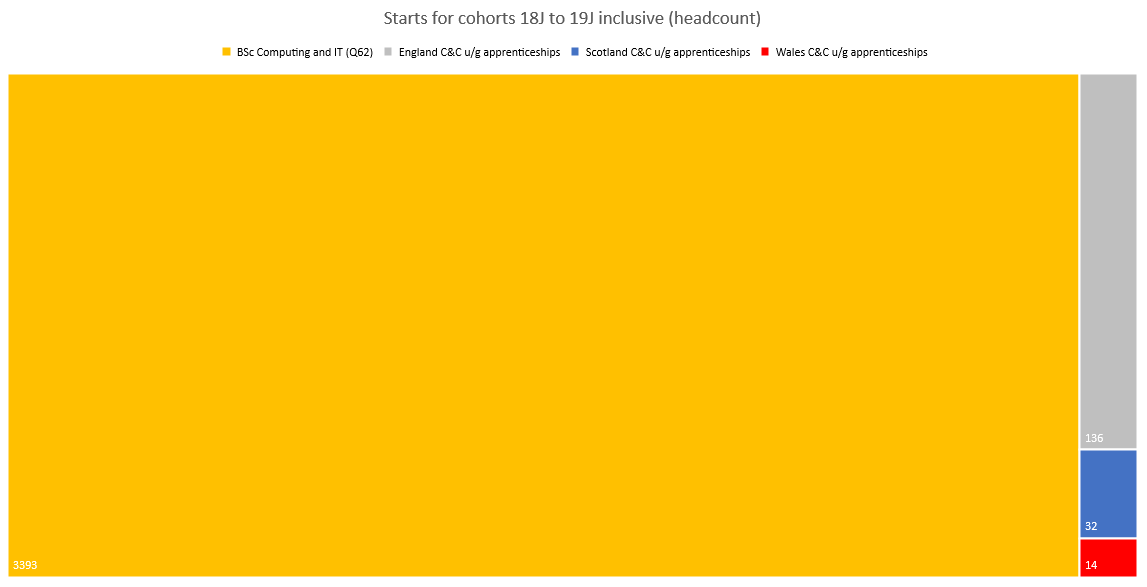 Starts for cohorts 18J to 19J inclusive (headcount)
BSc Computing and IT (Q62) England C&C u/g apprenticeships Scotland C&C u/g apprenticeships Wales C&C u/g apprenticeships
136
32
3393
14